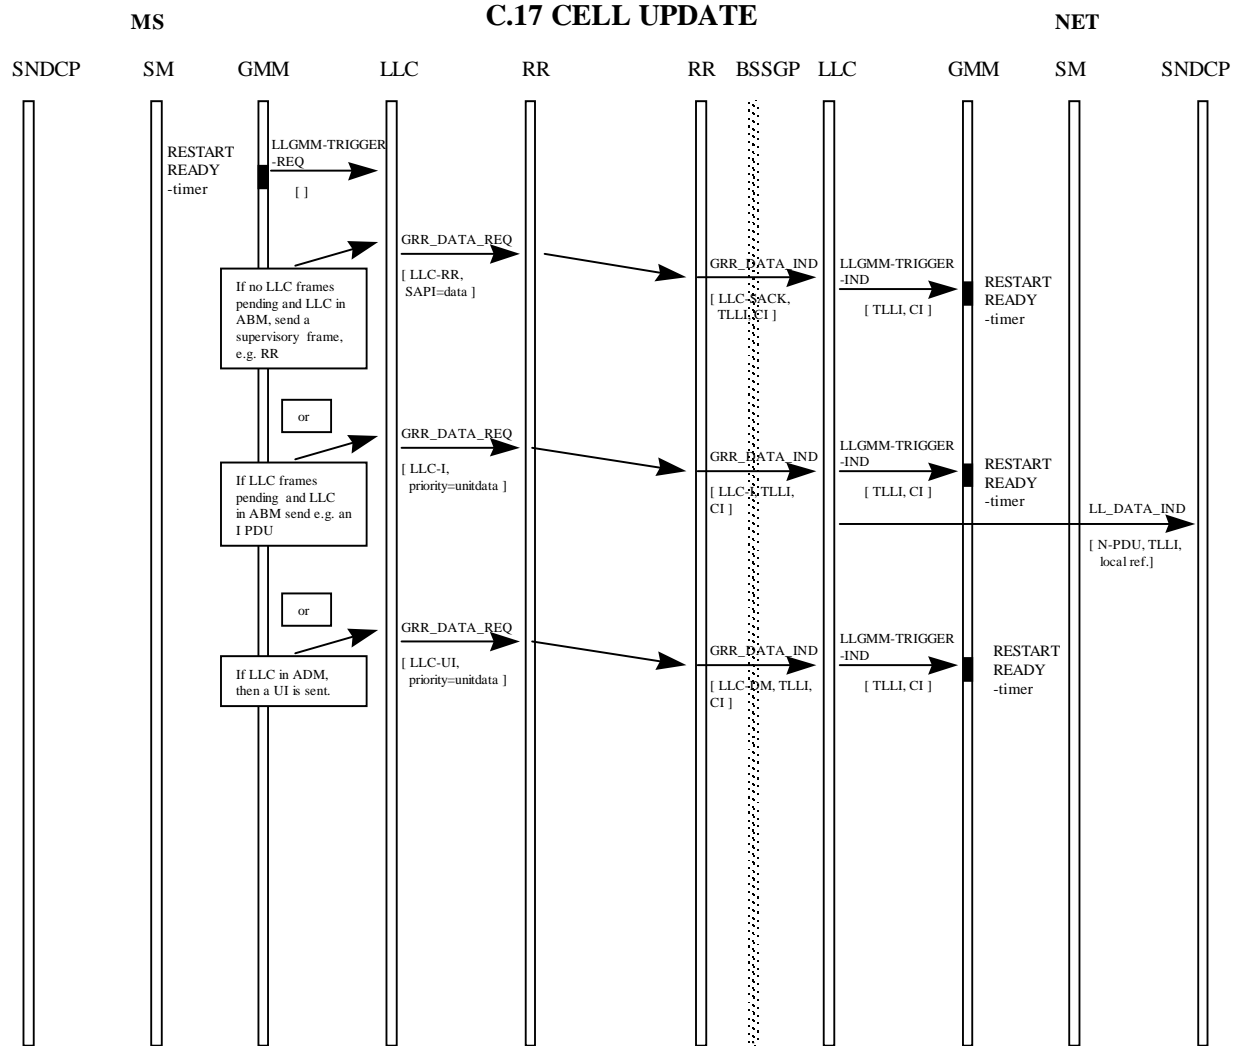 C.17 CELL UPDATE
MS
NET
SNDCP SM GMM LLC RR RR BSSGP LLC GMM SM SNDCP
RESTART
READY
-timer
LLGMM-TRIGGER
-REQ
[ ]
GRR_DATA_REQ
[ LLC-RR,
SAPI=data ]
GRR_DATA_IND
[ LLC-SACK,
TLLI, CI ]
LLGMM-TRIGGER
-IND
[ TLLI, CI ]
RESTART
READY
-timer
If no LLC frames
pending and LLC in
ABM, send a
supervisory frame,
e.g. RR
or
GRR_DATA_REQ
[ LLC-I,
priority=unitdata ]
GRR_DATA_IND
[ LLC-I, TLLI,
CI ]
LLGMM-TRIGGER
-IND
[ TLLI, CI ]
RESTART
READY
-timer
If LLC frames
pending and LLC
in ABM send e.g. an
I PDU
LL_DATA_IND
[ N-PDU, TLLI,
local ref.]
or
GRR_DATA_REQ
[ LLC-UI,
priority=unitdata ]
GRR_DATA_IND
[ LLC-DM, TLLI,
CI ]
LLGMM-TRIGGER
-IND
[ TLLI, CI ]
RESTART
READY
-timer
If LLC in ADM,
then a UI is sent.